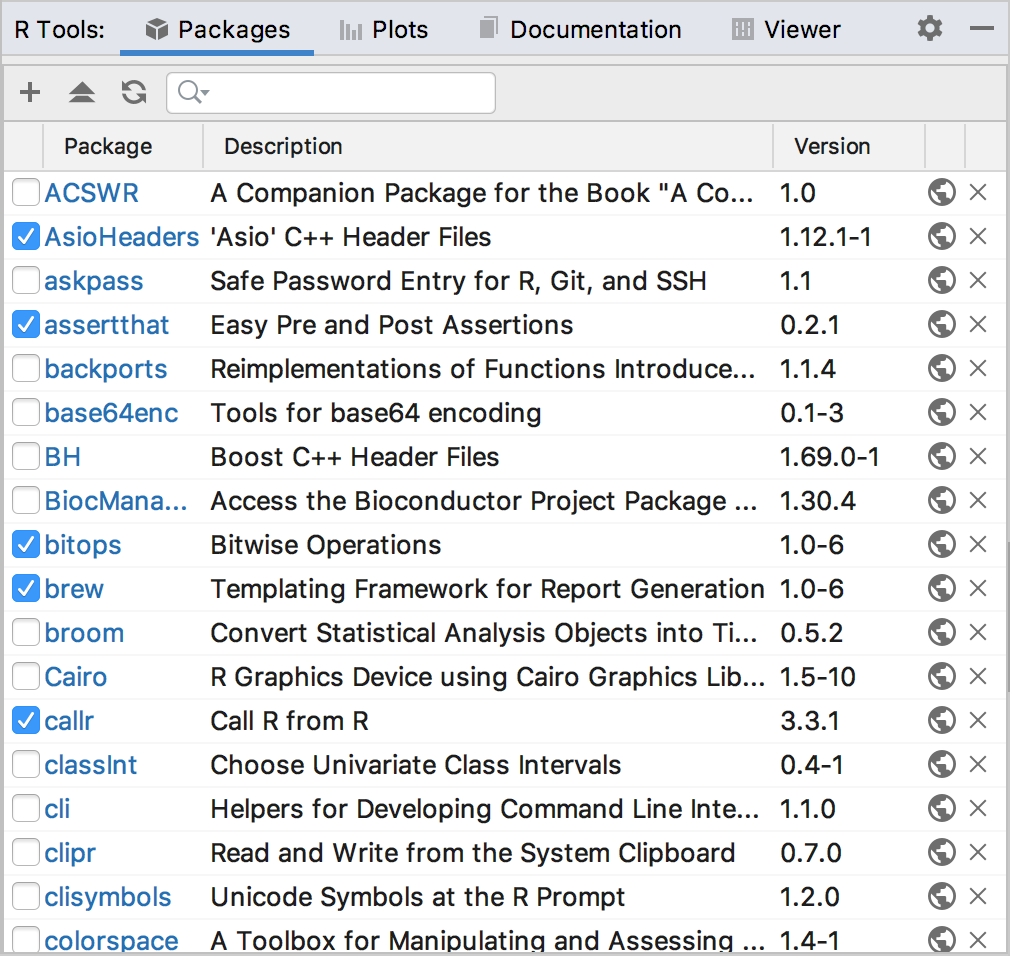 R Tools: Packages Plots Documentation Viewer
Package Description Version
ACSWR A Companion Package for the Book "A Co... 1.0
AsioHeaders 'Asio' C++ Header Files 1.12.1-1
askpass Safe Password Entry for R, Git, and SSH 1.1
assertthat Easy Pre and Post Assertions 0.2.1
backports Reimplementations of Functions Introduce... 1.1.4
base64enc Tools for base64 encoding 0.1-3
BH Boost C++ Header Files 1.69.0-1
BiocMana... Access the Bioconductor Project Package ... 1.30.4
bitops Bitwise Operations 1.0-6
brew Templating Framework for Report Generation 1.0-6
broom Convert Statistical Analysis Objects into Ti... 0.5.2
Cairo R Graphics Device using Cairo Graphics Lib... 1.5-10
callr Call R from R 3.3.1
classInt Choose Univariate Class Intervals 0.4-1
cli Helpers for Developing Command Line Inte... 1.1.0
clipr Read and Write from the System Clipboard 0.7.0
clisymbols Unicode Symbols at the R Prompt 1.2.0
colorspace A Toolbox for Manipulating and Assessing ... 1.4-1